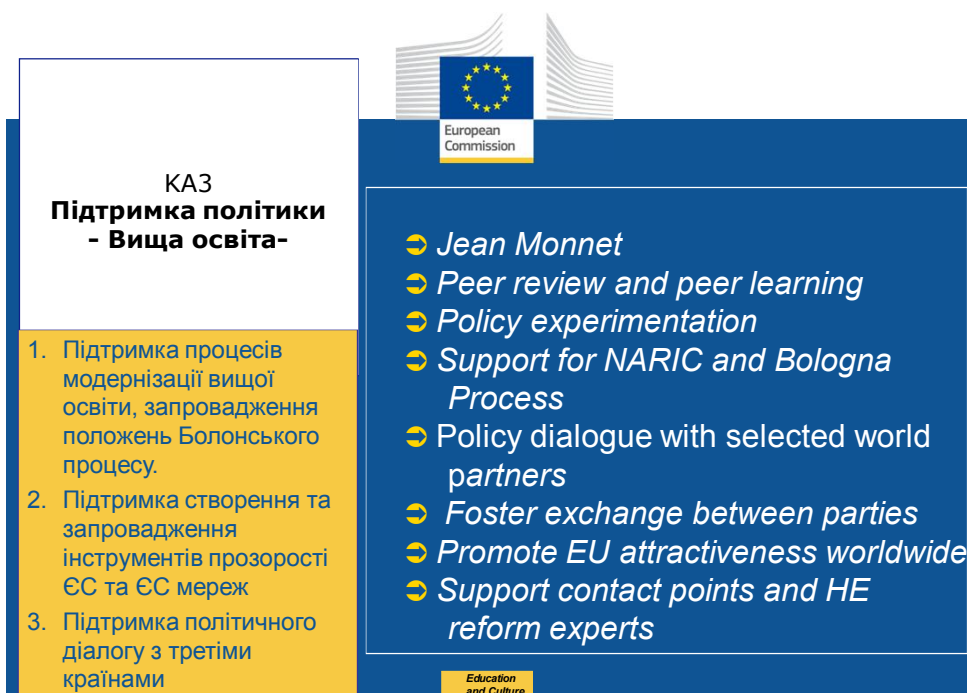 European
Commission
КА3
Підтримка політики
- Вища освіта-
1. Підтримка процесів
модернізації вищої
освіти, запровадження
положень Болонського
процесу.
2. Підтримка створення та
запровадження
інструментів прозорості
ЄС та ЄС мереж
3. Підтримка політичного
діалогу з третіми
країнами
➲ Jean Monnet
➲ Peer review and peer learning
➲ Policy experimentation
➲ Support for NARIC and Bologna
Process
➲ Policy dialogue with selected world
partners
➲ Foster exchange between parties
➲ Promote EU attractiveness worldwide
➲ Support contact points and HE
reform experts
Education
and Culture